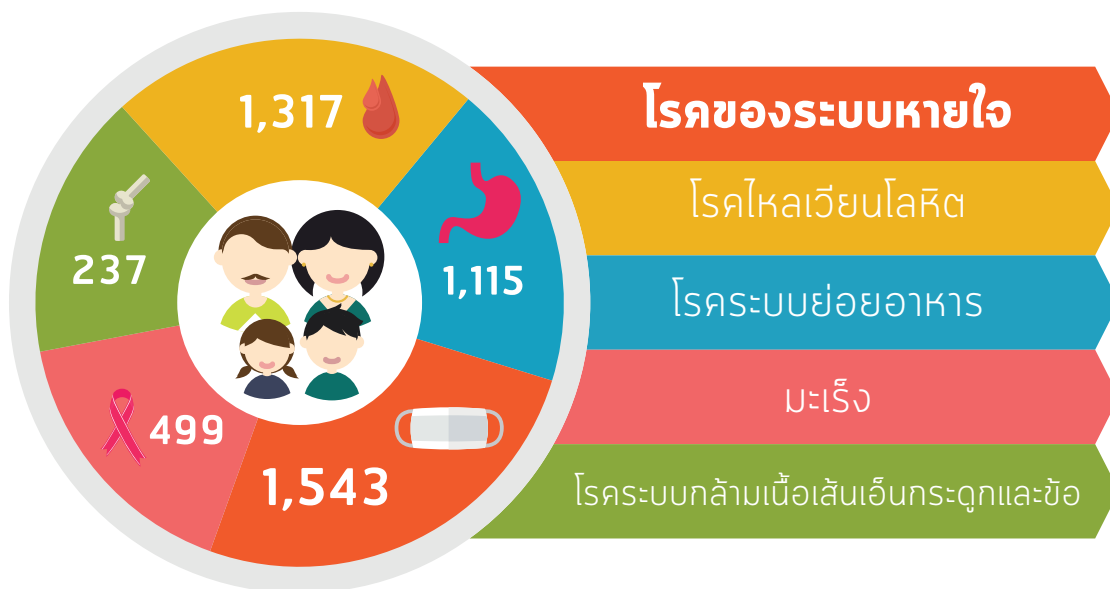 1,317
1,115
237
499
1,543
โรคของระบบหายใจ
โรคไหลเวียนโลหิต
โรคระบบย่อยอาหาร
มะเร็ง
โรคระบบกล้ามเนื้อเส้นเอ็นกระดูกและข้อ